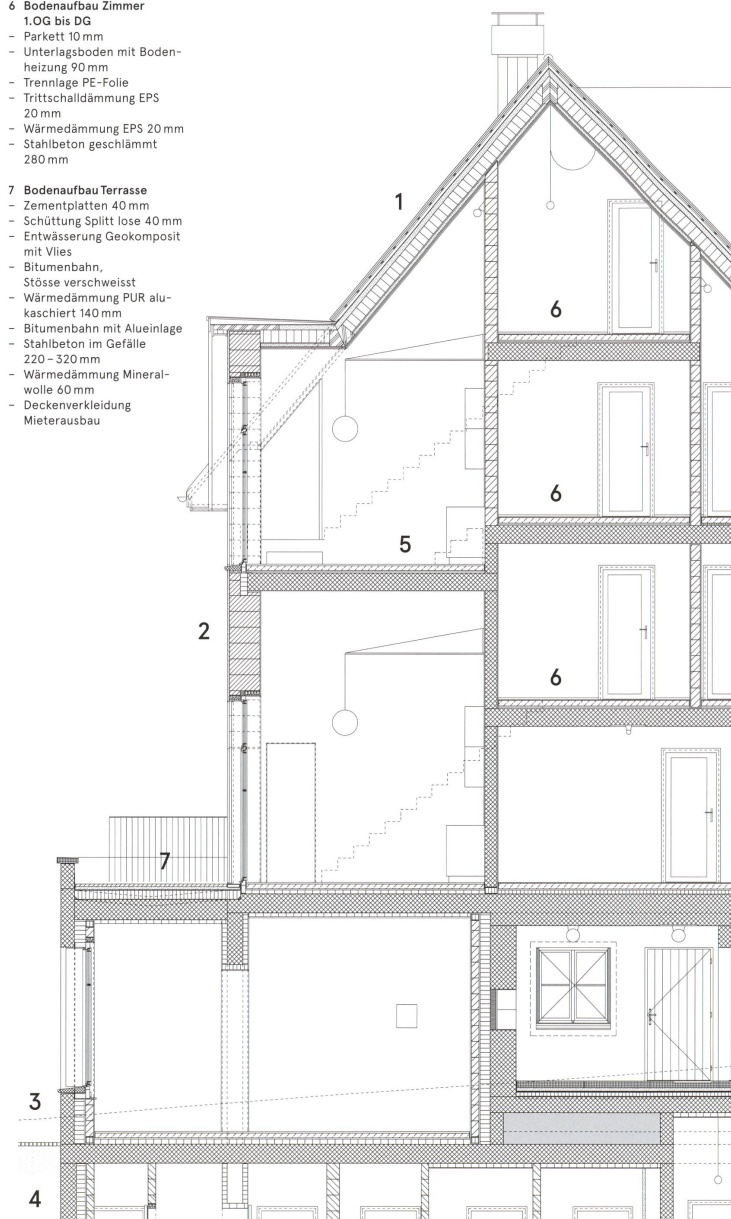 6 Bodenaufbau Zimmer
1.OG bis DG
– Parkett 10 mm
– Unterlagsboden mit Boden-
heizung 90 mm
– Trennlage PE-Folie
– Trittschalldämmung EPS
20 mm
– Wärmedämmung EPS 20 mm
– Stahlbeton geschlämmt
280 mm
7 Bodenaufbau Terrasse
– Zementplatten 40 mm
– Schüttung Splitt lose 40 mm
– Entwässerung Geokomposit
mit Vlies
– Bitumenbahn,
Stösse verschweisst
– Wärmedämmung PUR alu-
kaschiert 140 mm
– Bitumenbahn mit Alueinlage
– Stahlbeton im Gefälle
220 – 320 mm
– Wärmedämmung Mineral-
wolle 60 mm
– Deckenverkleidung
Mieterausbau
1
6
6
5
2
6
7
3
4